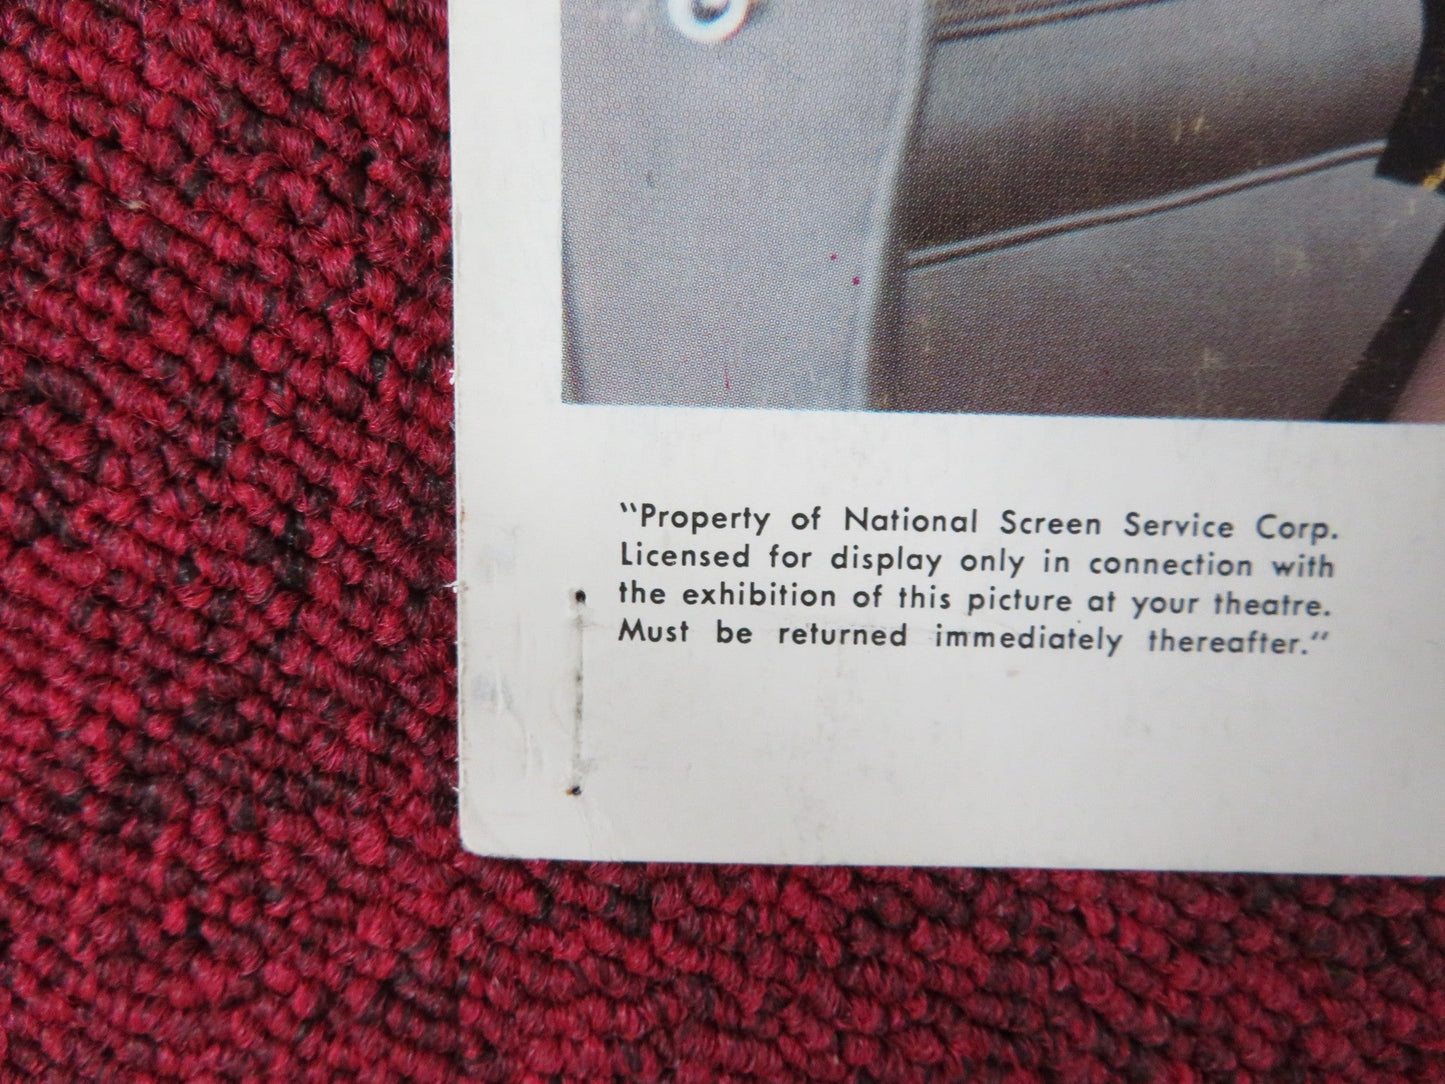 "Property of National Screen Service Corp.
Licensed for display only in connection with
the exhibition of this picture at your theatre.
Must be returned immediately thereafter."